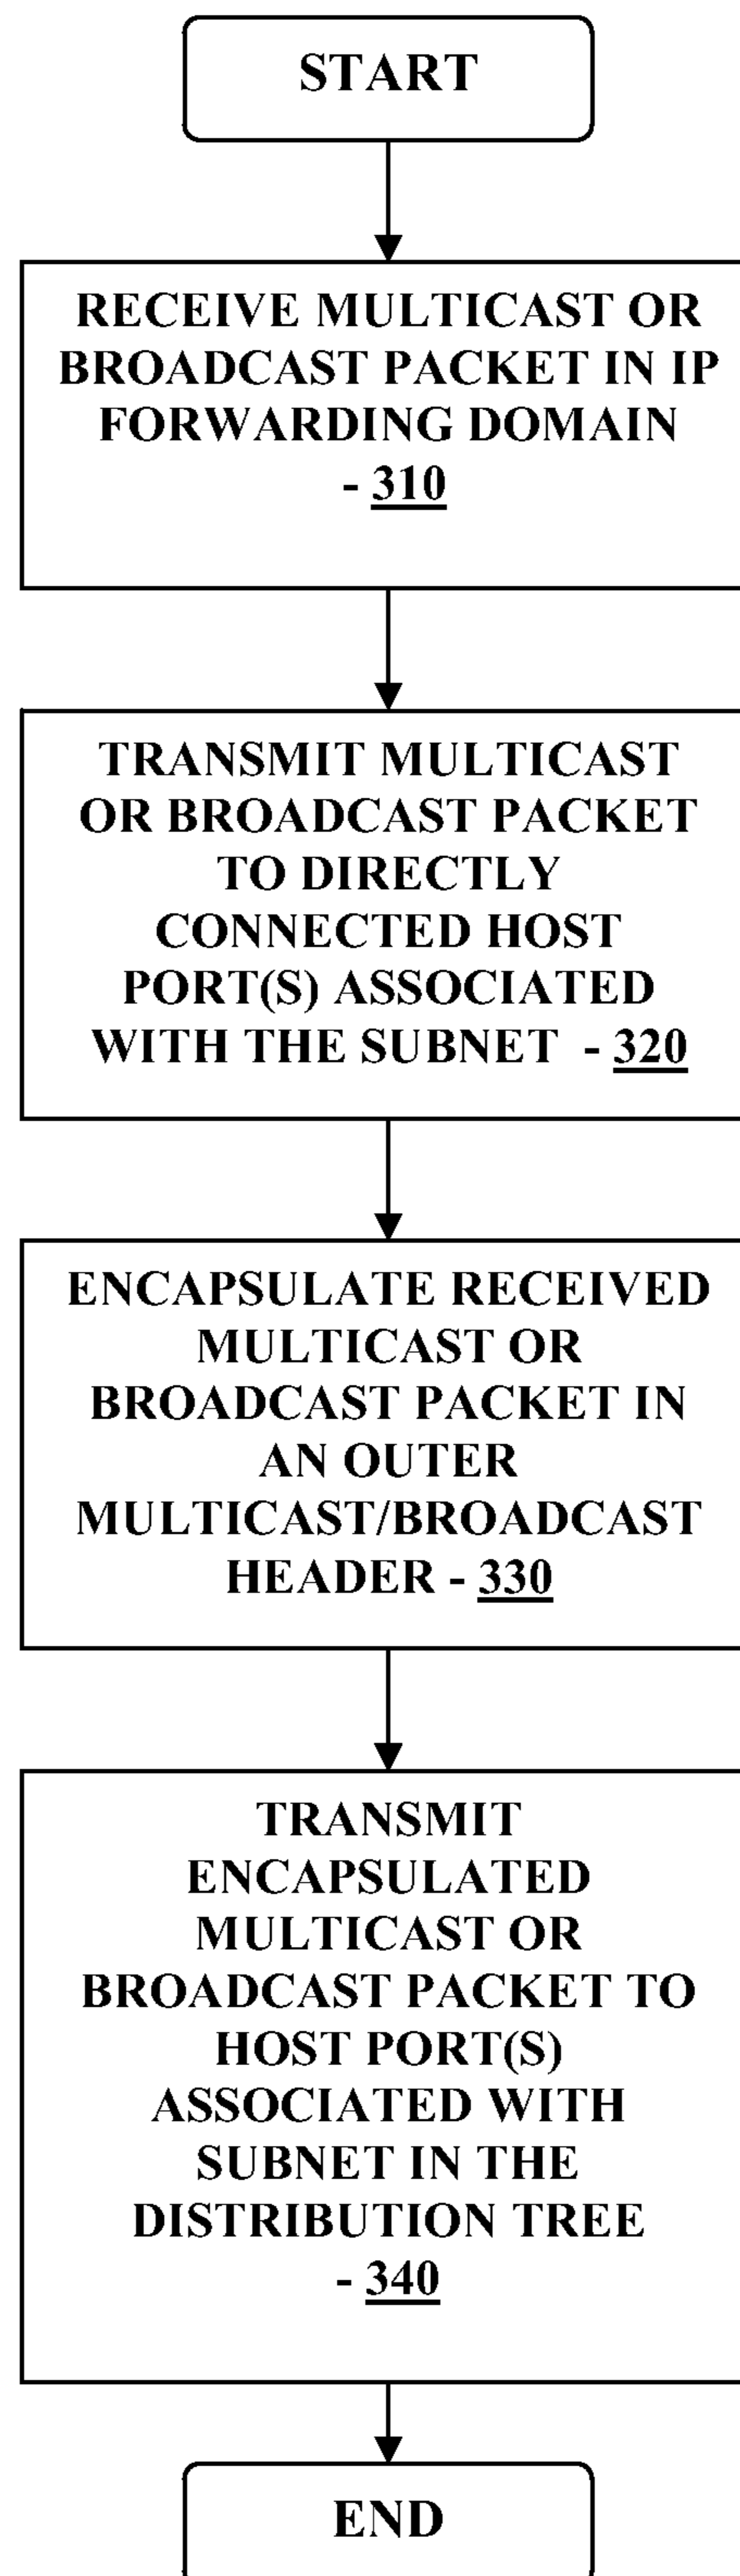 START
RECEIVE MULTICAST OR
BROADCAST PACKET IN IP
FORWARDING DOMAIN
- 310
TRANSMIT MULTICAST
OR BROADCAST PACKET
TO DIRECTLY
CONNECTED HOST
PORT(S) ASSOCIATED
WITH THE SUBNET - 320
ENCAPSULATE RECEIVED
MULTICAST OR
BROADCAST PACKET IN
AN OUTER
MULTICAST/BROADCAST
HEADER - 330
TRANSMIT
ENCAPSULATED
MULTICAST OR
BROADCAST PACKET TO
HOST PORT(S)
ASSOCIATED WITH
SUBNET IN THE
DISTRIBUTION TREE
- 340
END